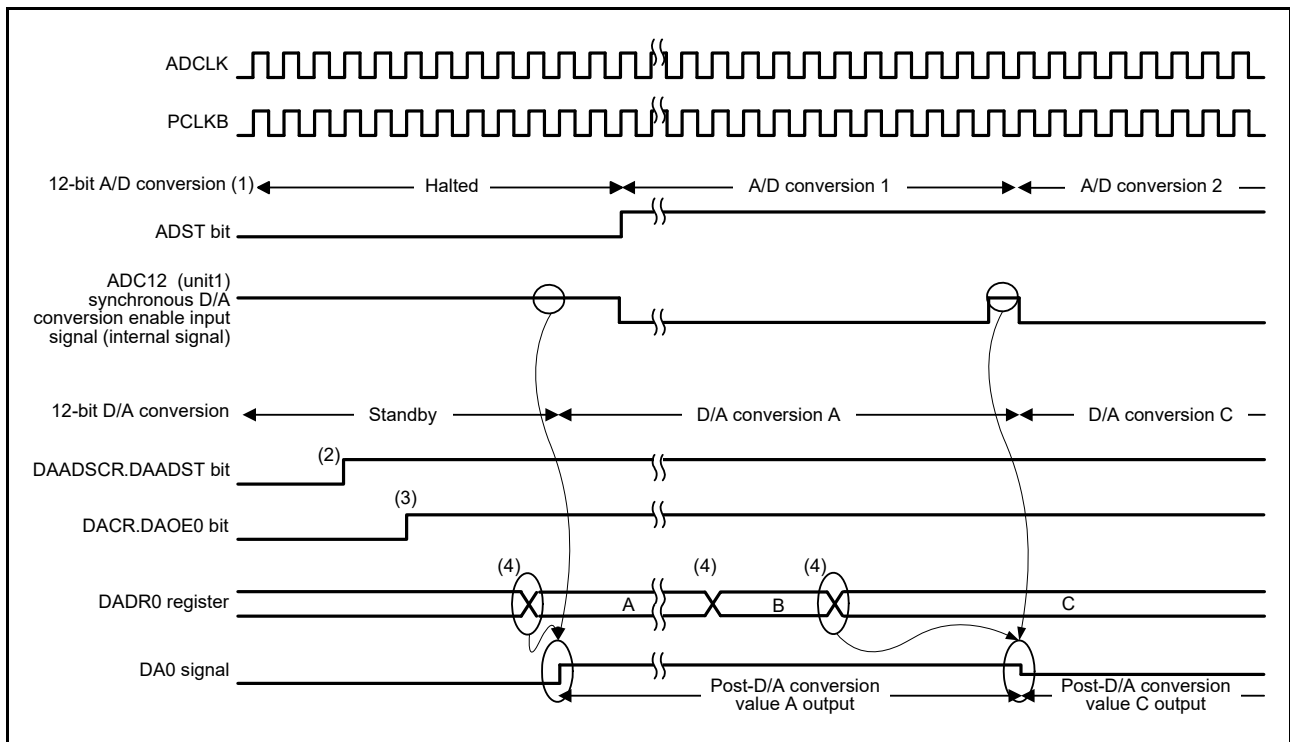 ADCLK
PCLKB
12-bit A/D conversion (1) Halted A/D conversion 1 A/D conversion 2
ADST bit
ADC12 (unit1)
synchronous D/A
conversion enable input
signal (internal signal)
12-bit D/A conversion Standby D/A conversion A D/A conversion C
(2)
DAADSCR.DAADST bit
(3)
DACR.DAOE0 bit
(4) (4) (4)
DADR0 register A B C
DA0 signal
Post-D/A conversion
value A output
Post-D/A conversion
value C output